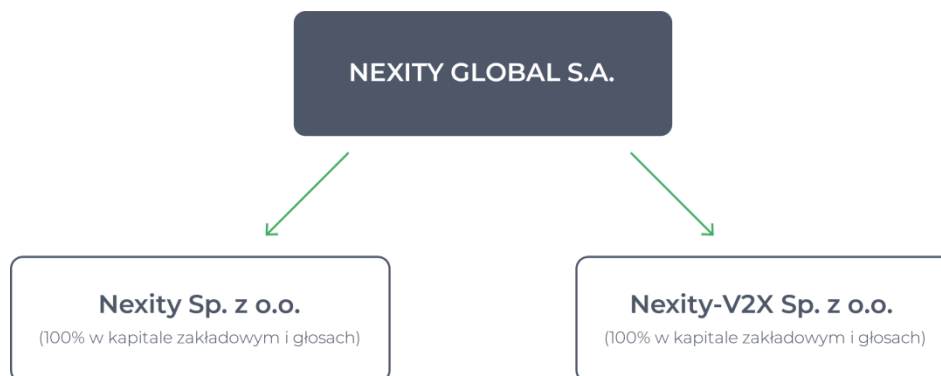 NEXITY GLOBAL S.A.
Nexity Sp. z o.o.
(100% w kapitale zakładowym i głosach)
Nexity-V2X Sp. z o.o.
(100% w kapitale zakładowym i głosach)